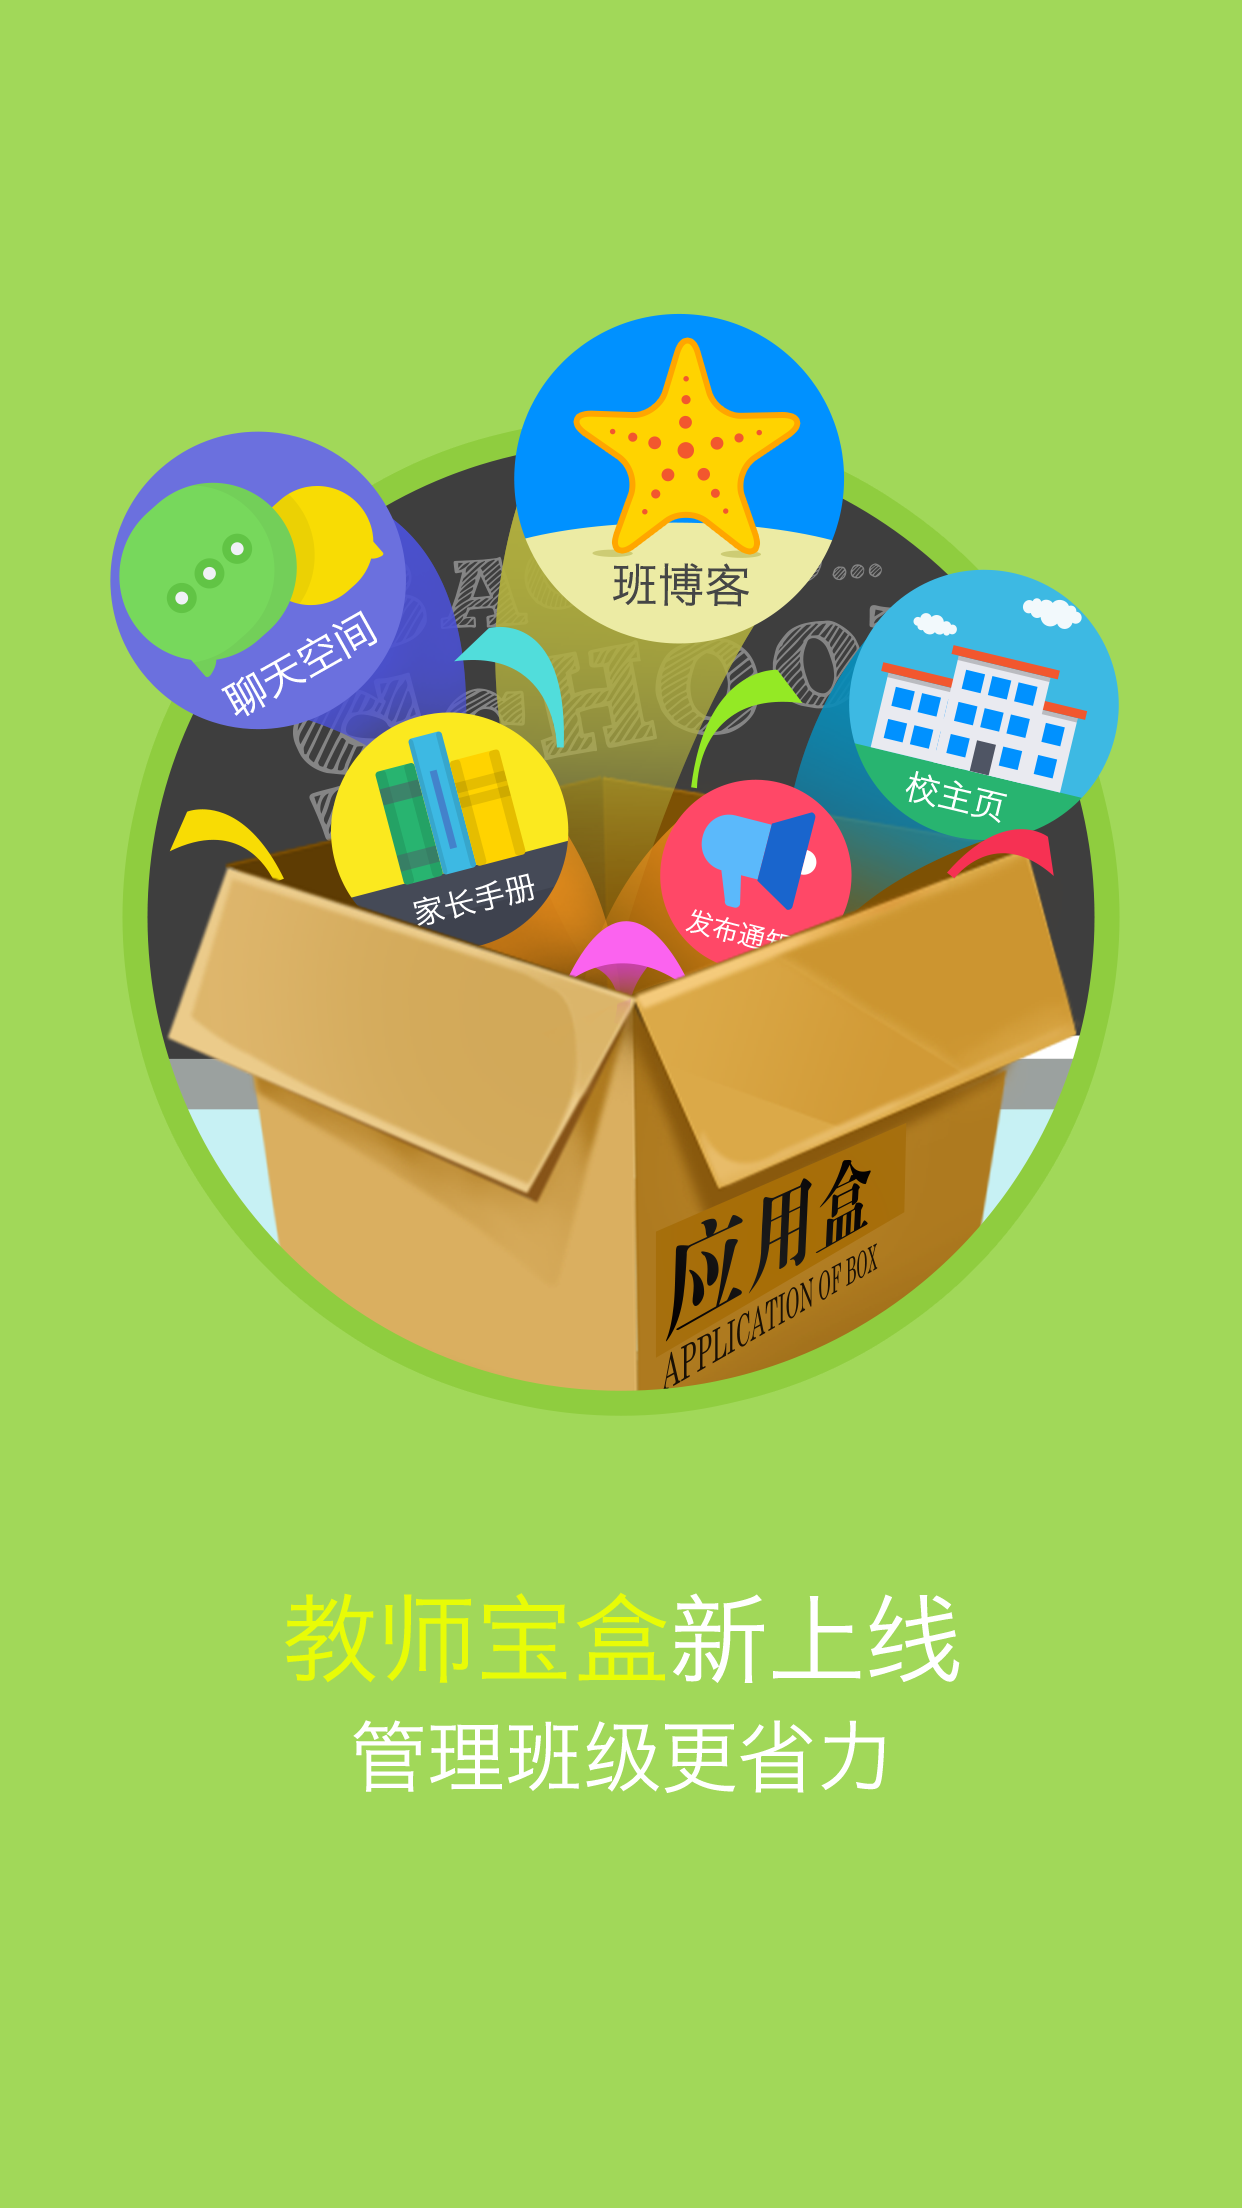 班博客
聊天空间
校主页
家长手册
发布通知
应用盒
APPLICATION OF BOX
教师宝盒新上线
管理班级更省力